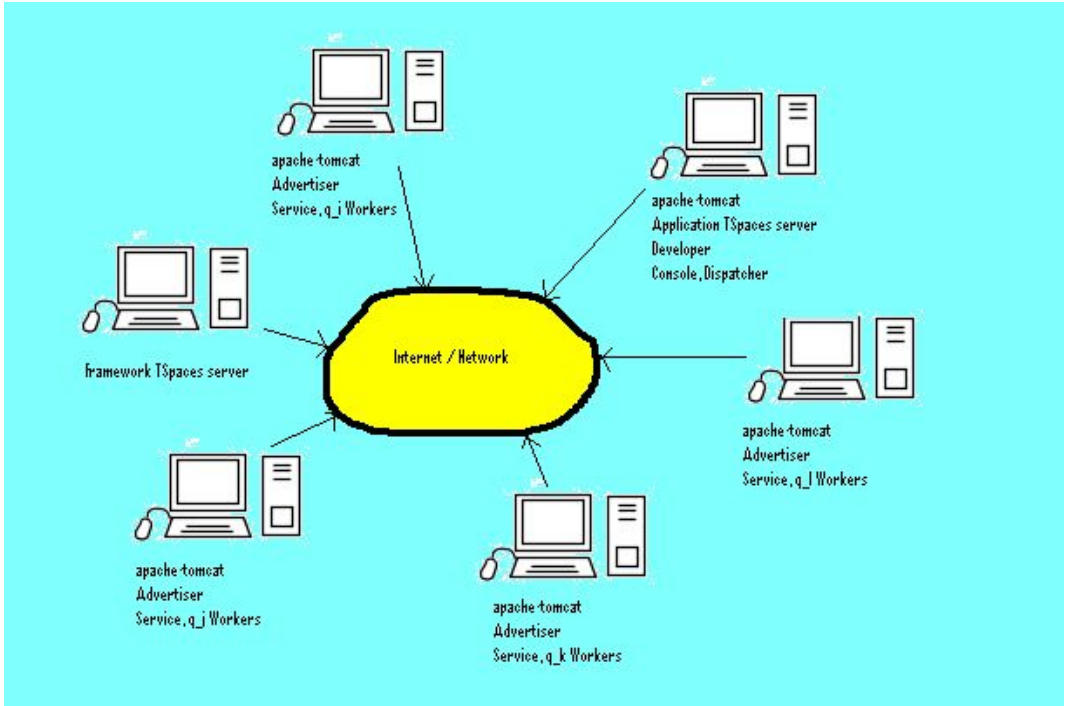 apache-tomcat
Advertiser
Service, q_i Workers
apache-tomcat
Application TSpaces server
Developer
Console, Dispatcher
Framework TSpaces server
Internet / Network
apache-tomcat
Advertiser
Service, q_l Workers
apache-tomcat
Advertiser
Service, q_j Workers
apache-tomcat
Advertiser
Service, q_k Workers